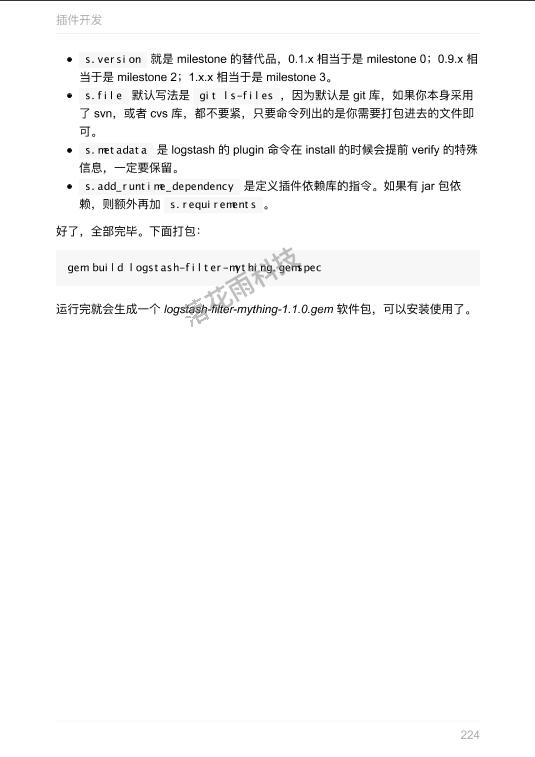 插件开发
s.version 就是 milestone 的替代品，0.1.x 相当于是 milestone 0；0.9.x 相
当于是 milestone 2；1.x.x 相当于是 milestone 3。
s.file 默认写法是 git ls-files ，因为默认是 git 库，如果你本身采用
了 svn，或者 cvs 库，都不要紧，只要命令列出的是你需要打包进去的文件即
可。
s.metadata 是 logstash 的 plugin 命令在 install 的时候会提前 verify 的特殊
信息，一定要保留。
s.add_runtime_dependency 是定义插件依赖库的指令。如果有 jar 包依
赖，则额外再加 s.requirements 。
好了，全部完毕。下面打包：
gem build logstash-filter-mything.gemspec
运行完就会生成一个 logstash-filter-mything-1.1.0.gem 软件包，可以安装使用了。
落花雨科技
224